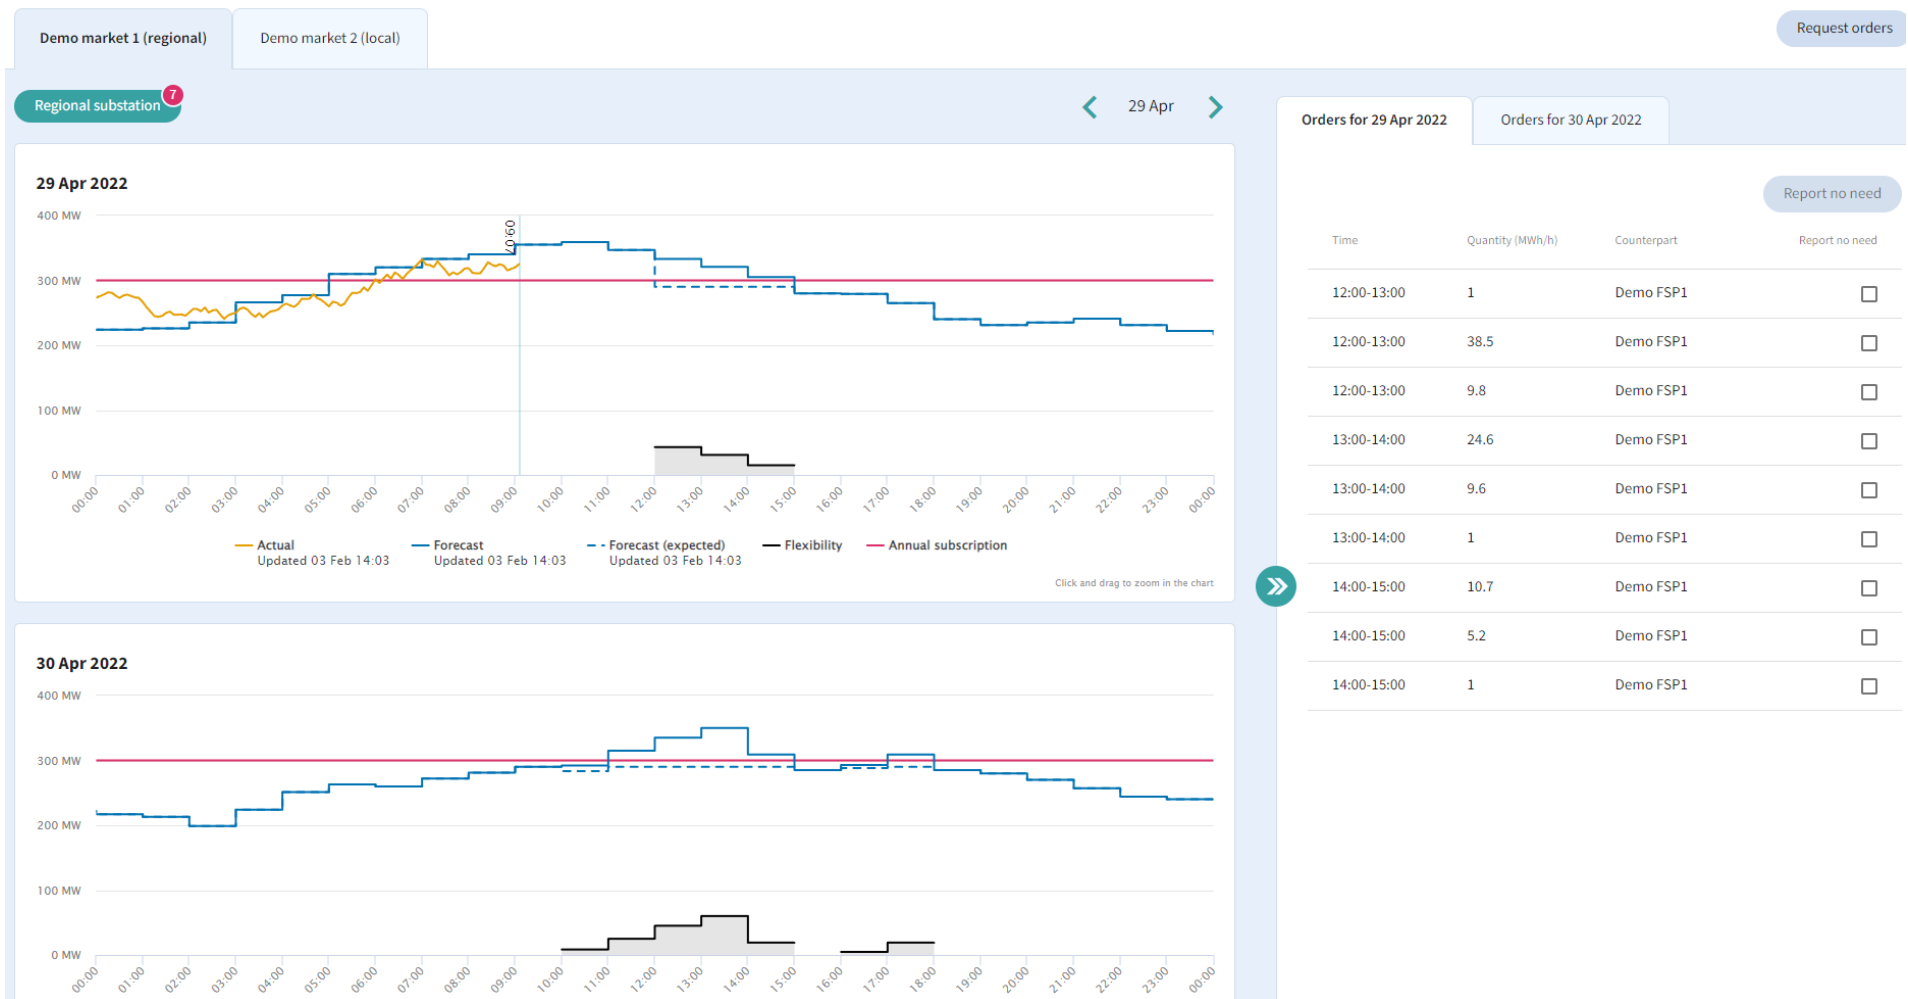 Demo market 1 (regional)
Demo market 2 (local)
Request orders
Regional substation
7
29 Apr
Orders for 29 Apr 2022
Orders for 30 Apr 2022
29 Apr 2022
400 MW
300 MW
200 MW
100 MW
0 MW
09:07
00:00
01:00
02:00
03:00
04:00
05:00
06:00
07:00
08:00
09:00
10:00
11:00
12:00
13:00
14:00
15:00
16:00
17:00
18:00
19:00
20:00
21:00
22:00
23:00
00:00
Actual
Updated 03 Feb 14:03
Forecast
Updated 03 Feb 14:03
Forecast (expected)
Updated 03 Feb 14:03
Flexibility
Annual subscription
Click and drag to zoom in the chart
30 Apr 2022
400 MW
300 MW
200 MW
100 MW
0 MW
00:00
01:00
02:00
03:00
04:00
05:00
06:00
07:00
08:00
09:00
10:00
11:00
12:00
13:00
14:00
15:00
16:00
17:00
18:00
19:00
20:00
21:00
22:00
23:00
00:00
Report no need
Time Quantity (MWh/h) Counterpart Report no need
12:00-13:00 1 Demo FSP1
12:00-13:00 38.5 Demo FSP1
12:00-13:00 9.8 Demo FSP1
13:00-14:00 24.6 Demo FSP1
13:00-14:00 9.6 Demo FSP1
13:00-14:00 1 Demo FSP1
14:00-15:00 10.7 Demo FSP1
14:00-15:00 5.2 Demo FSP1
14:00-15:00 1 Demo FSP1